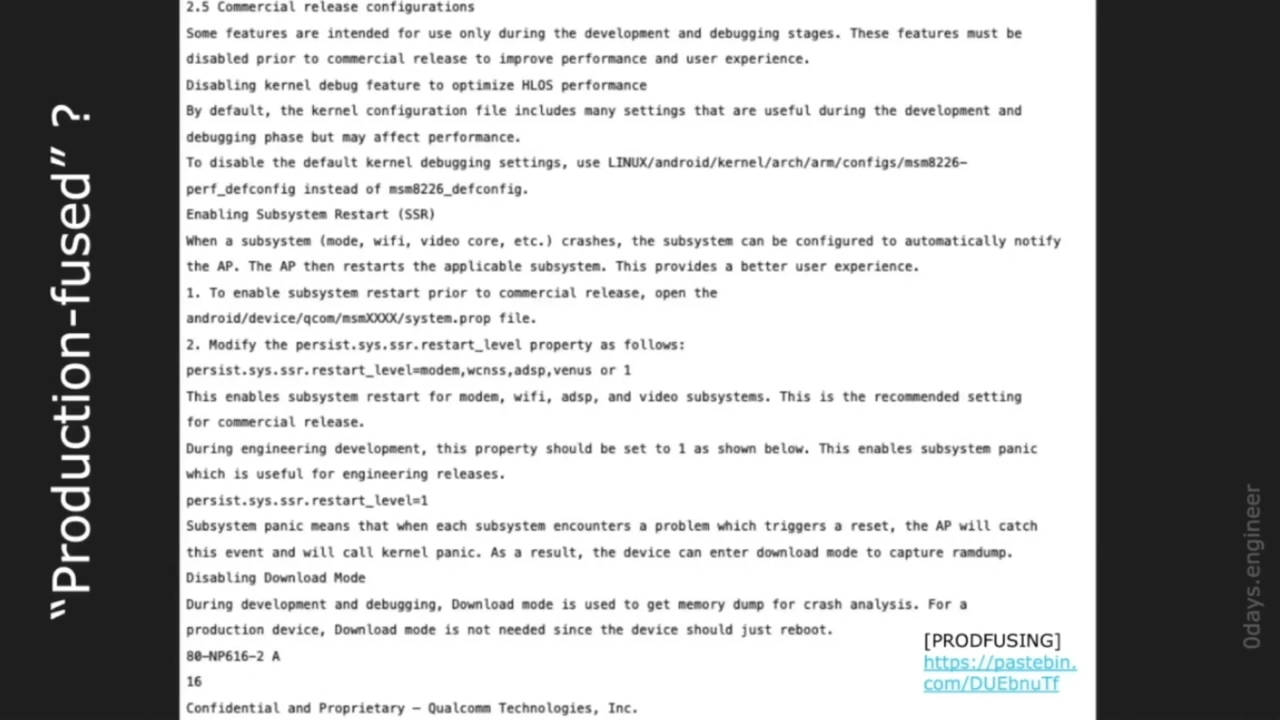 “Production-fused” ?
2.5 Commercial release configurations
Some features are intended for use only during the development and debugging stages. These features must be
disabled prior to commercial release to improve performance and user experience.
Disabling kernel debug feature to optimize HLOS performance
By default, the kernel configuration file includes many settings that are useful during the development and
debugging phase but may affect performance.
To disable the default kernel debugging settings, use LINUX/android/kernel/arch/arm/configs/msm8226-
perf_defconfig instead of msm8226_defconfig.
Enabling Subsystem Restart (SSR)
When a subsystem (mode, wifi, video core, etc.) crashes, the subsystem can be configured to automatically notify
the AP. The AP then restarts the applicable subsystem. This provides a better user experience.
1. To enable subsystem restart prior to commercial release, open the
android/device/qcom/msmXXXX/system.prop file.
2. Modify the persist.sys.ssr.restart_level property as follows:
persist.sys.ssr.restart_level=modem,wcnss,adsp,venus or 1
This enables subsystem restart for modem, wifi, adsp, and video subsystems. This is the recommended setting
for commercial release.
During engineering development, this property should be set to 1 as shown below. This enables subsystem panic
which is useful for engineering releases.
persist.sys.ssr.restart_level=1
Subsystem panic means that when each subsystem encounters a problem which triggers a reset, the AP will catch
this event and will call kernel panic. As a result, the device can enter download mode to capture ramdump.
Disabling Download Mode
During development and debugging, Download mode is used to get memory dump for crash analysis. For a
production device, Download mode is not needed since the device should just reboot.
80-NP616-2 A
16
Confidential and Proprietary – Qualcomm Technologies, Inc.
[PRODFUSING]
https://pastebin.
com/DUEbnuTf
0days.engineer